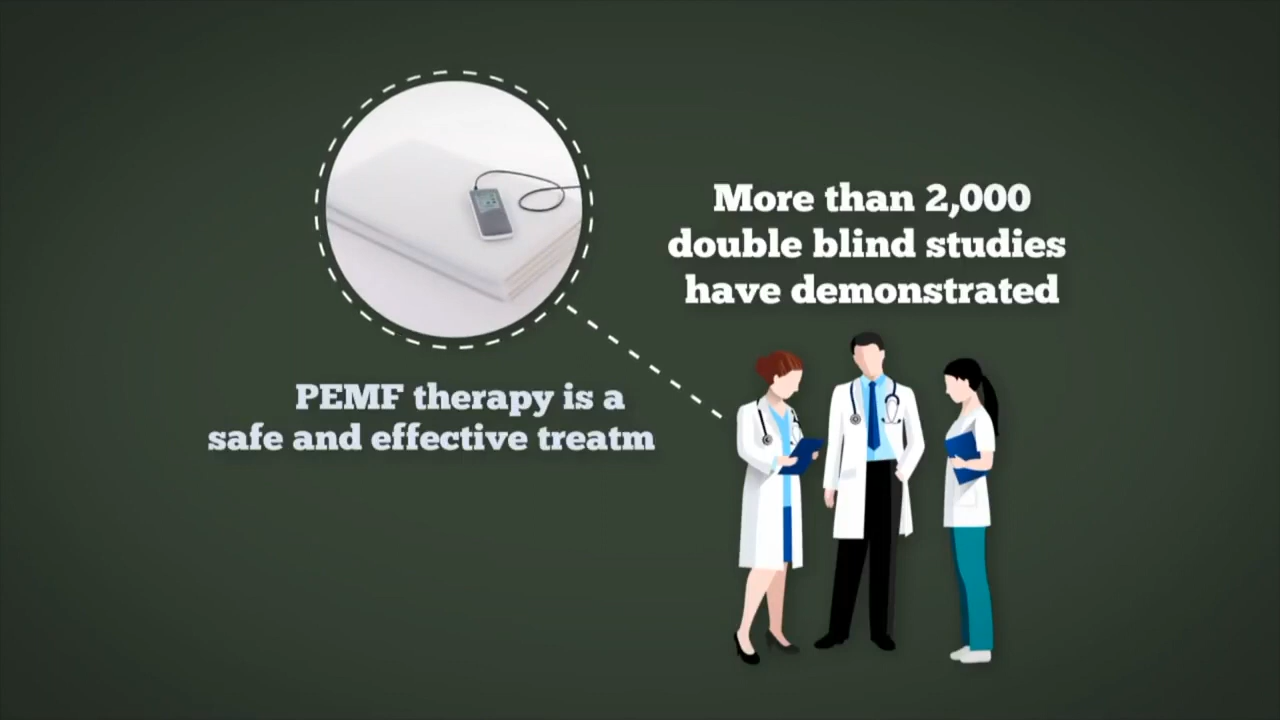 More than 2,000
double blind studies
have demonstrated
PEMF therapy is a
safe and effective treatm